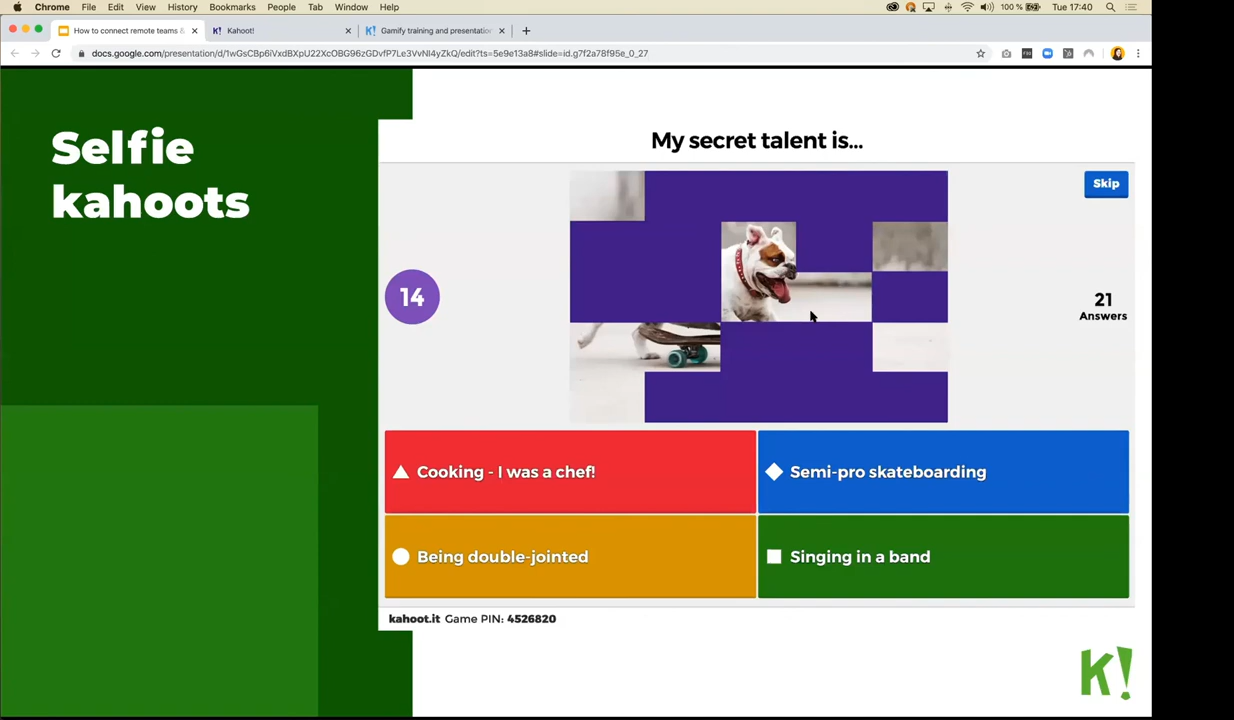 Chrome File Edit View History Bookmarks People Tab Window Help
100 % Tue 17:40
How to connect remote teams &
Kahoot!
Gamify training and presentation
docs.google.com/presentation/d/1wGsCBp6iVxdBXpU22XcOBG96zGDvfP7Le3VvNl4yZkQ/edit?ts=5e9e13a8#slide=id.g7f2a78f95e_0_27
Selfie
kahoots
My secret talent is...
Skip
14
21
Answers
Cooking - I was a chef!
Semi-pro skateboarding
Being double-jointed
Singing in a band
kahoot.it Game PIN: 4526820
K!